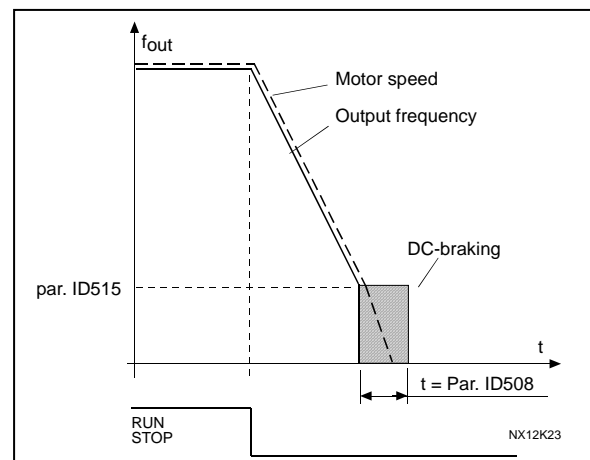 fout
Motor speed
Output frequency
DC-braking
par. ID515
t
t = Par. ID508
RUN
STOP
NX12K23